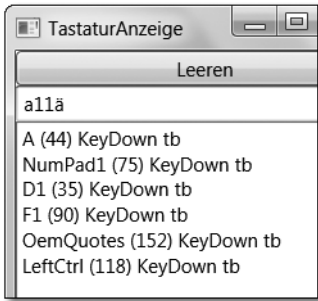 TastaturAnzeige
Leeren
a11ä
A (44) KeyDown tb
NumPad1 (75) KeyDown tb
D1 (35) KeyDown tb
F1 (90) KeyDown tb
OemQuotes (152) KeyDown tb
LeftCtrl (118) KeyDown tb